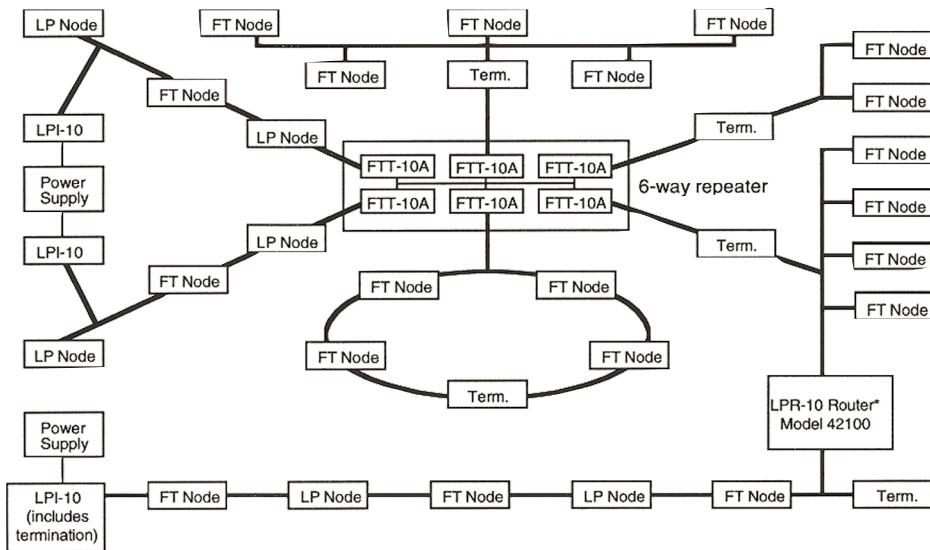 LP Node
FT Node
FT Node
FT Node
FT Node
FT Node
FT Node
Term.
FT Node
FT Node
LPI-10
LP Node
Term.
FT Node
FTT-10A
FTT-10A
FTT-10A
Power
Supply
6-way repeater
FTT-10A
FTT-10A
FTT-10A
FT Node
LPI-10
LP Node
Term.
FT Node
FT Node
FT Node
FT Node
FT Node
LP Node
FT Node
FT Node
Term.
LPR-10 Router*
Model 42100
Power
Supply
LPI-10
(includes
termination)
FT Node
LP Node
FT Node
LP Node
FT Node
Term.